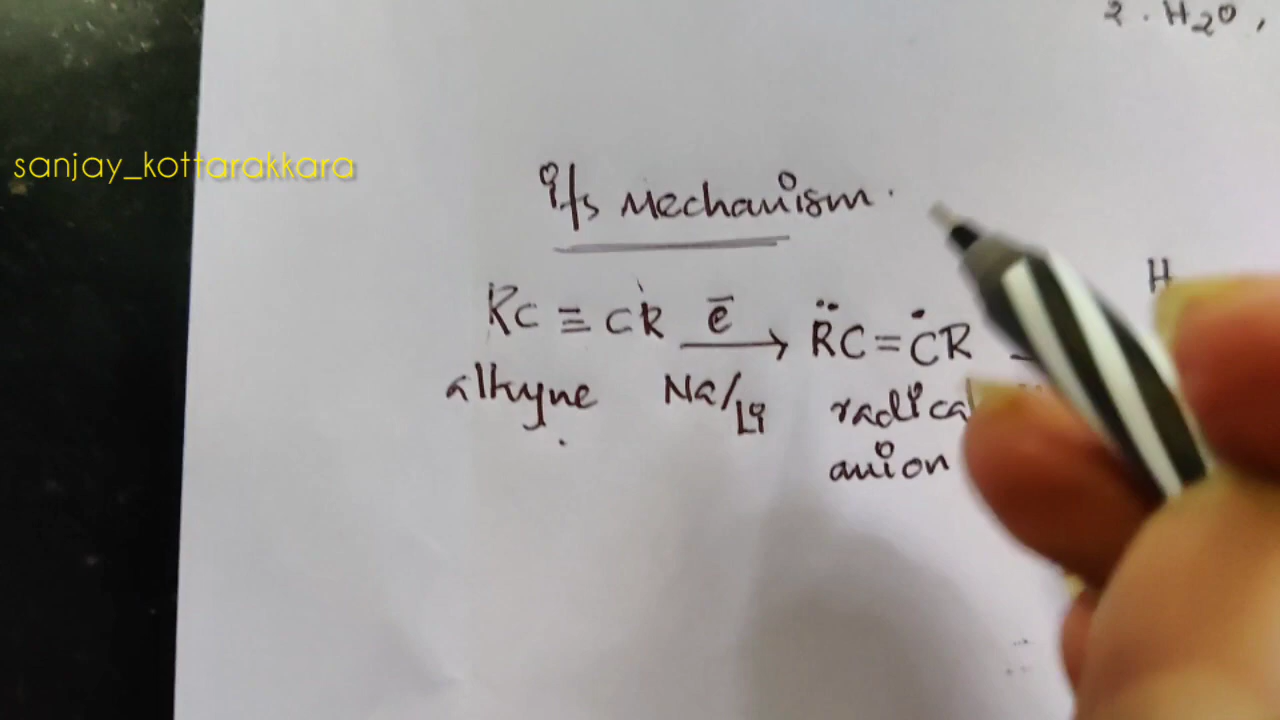 2. H2O,
sanjay_kottarakkara
its Mechanism.
H
RC ≡ CR e̅ → R̈C = ĊR
alkyne Na/Li radical
anion